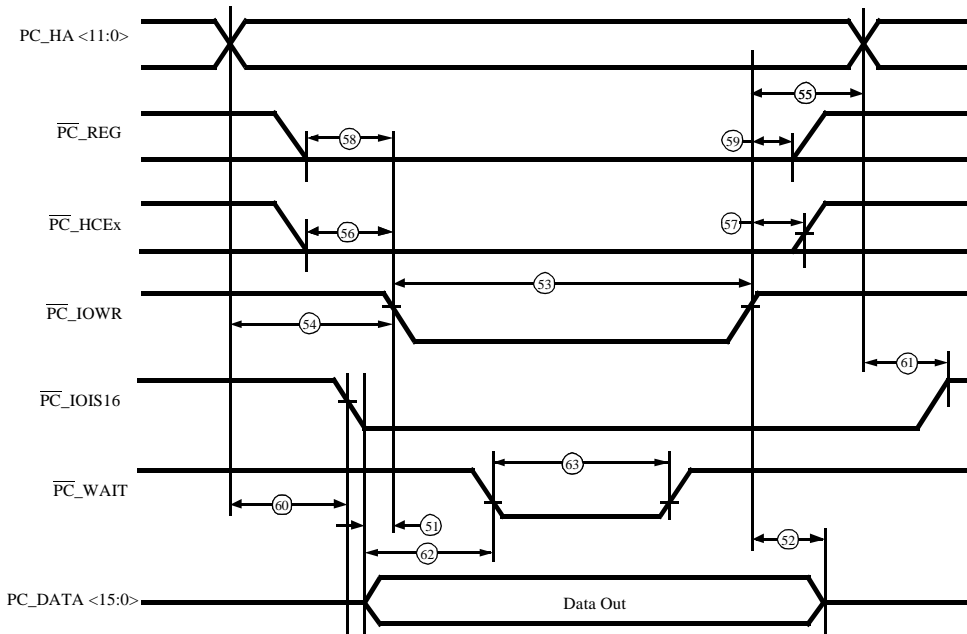 PC_HA <11:0>
55
PC_REG
58
59
PC_HCEx
56
57
53
PC_IOWR
54
61
PC_IOIS16
63
PC_WAIT
60
51
62
52
PC_DATA <15:0>
Data Out